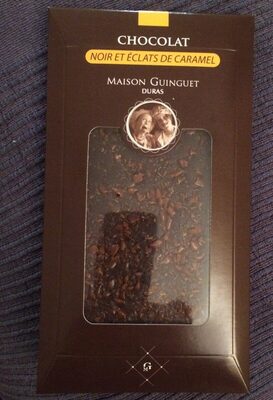 CHOCOLAT
NOIR ET ÉCLATS DE CARAMEL
MAISON GUINGUET
DURAS
G